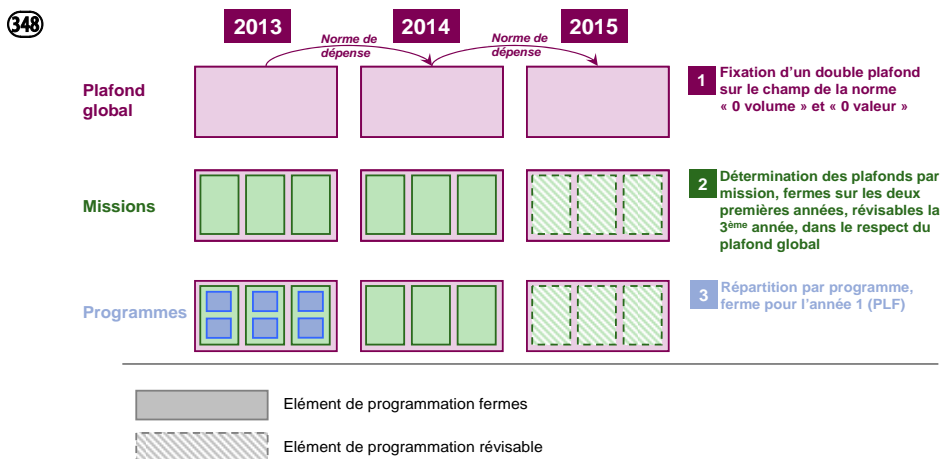 348
2013
2014
2015
Norme de
dépense
Norme de
dépense
Plafond
global
1
Fixation d'un double plafond
sur le champ de la norme
« 0 volume » et « 0 valeur »
Missions
2
Détermination des plafonds par
mission, fermes sur les deux
premières années, révisables la
3ème année, dans le respect du
plafond global
Programmes
3
Répartition par programme,
ferme pour l'année 1 (PLF)
Elément de programmation fermes
Elément de programmation révisable